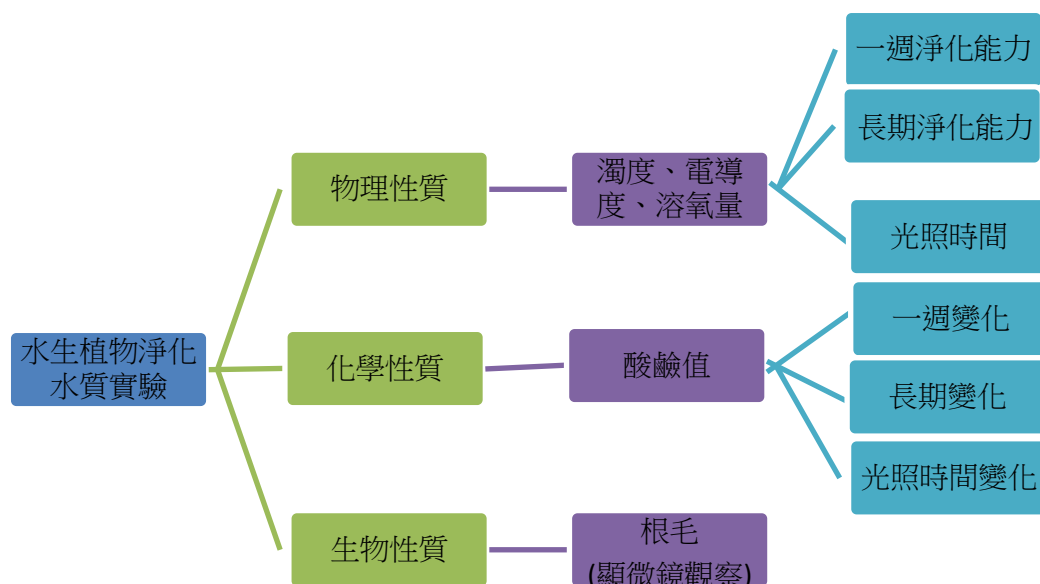 水生植物淨化
水質實驗
物理性質
濁度、電導
度、溶氧量
一週淨化能力
長期淨化能力
光照時間
化學性質
酸鹼值
一週變化
長期變化
光照時間變化
生物性質
根毛
(顯微鏡觀察)